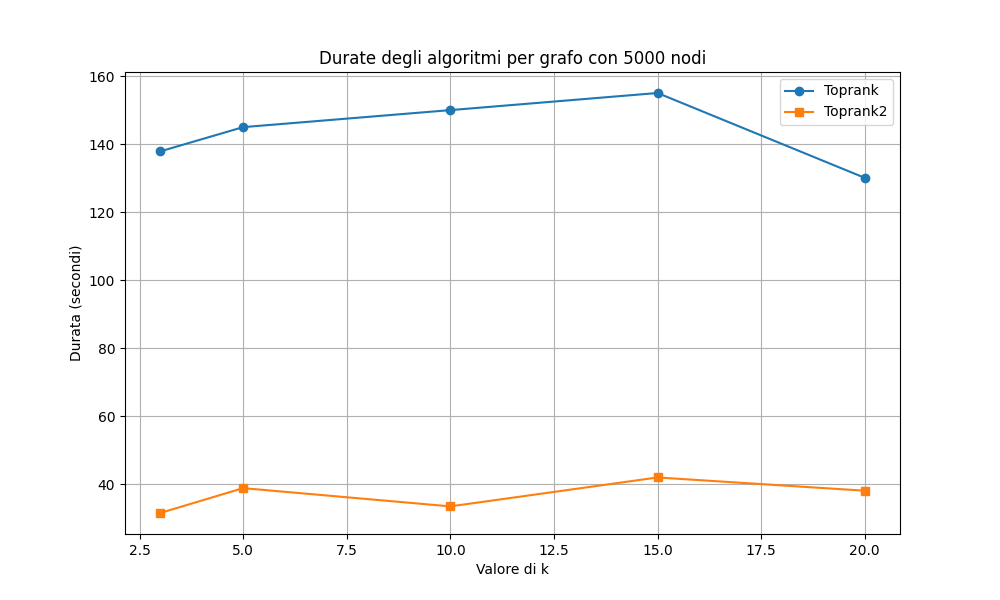 Durate degli algoritmi per grafo con 5000 nodi
Toprank
Toprank2
Durata (secondi)
160
140
120
100
80
60
40
2.5 5.0 7.5 10.0 12.5 15.0 17.5 20.0
Valore di k